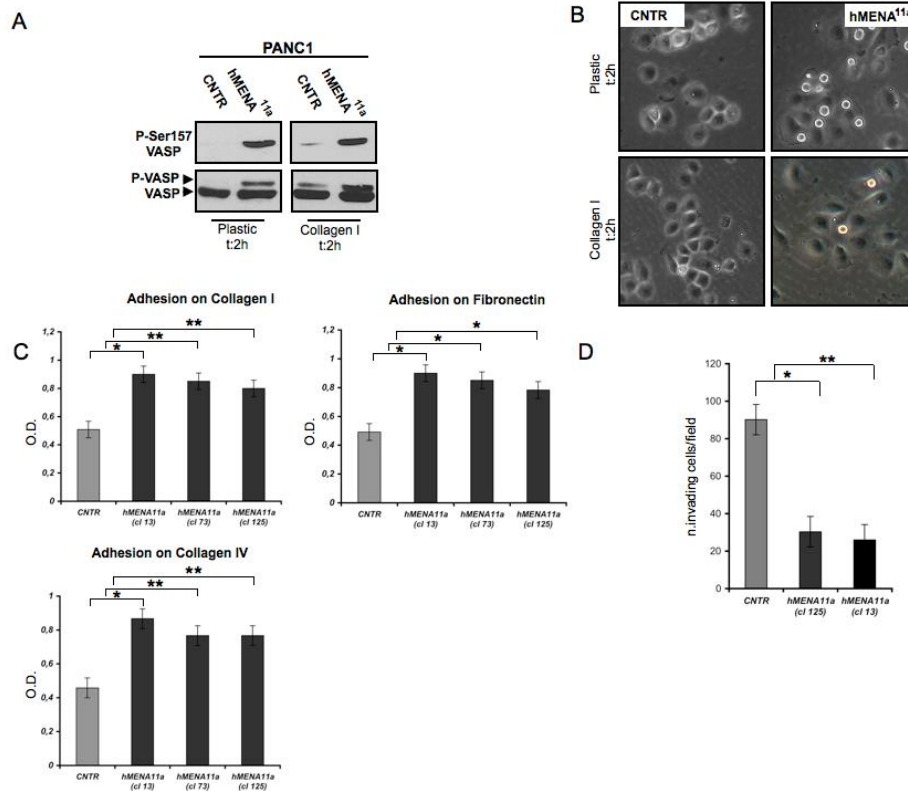 A
PANC1
CNTR
hMENA 11a
CNTR
hMENA 11a
P-Ser157
VASP
P-VASP
VASP
Plastic
t:2h
Collagen I
t:2h
B
CNTR
hMENA11a
Plastic
t:2h
Collagen I
t:2h
C
Adhesion on Collagen I
**
**
*
O.D.
1
0,8
0,6
0,4
0,2
0
CNTR
hMENA11a
(cl 13)
hMENA11a
(cl 73)
hMENA11a
(cl 125)
Adhesion on Fibronectin
*
*
*
O.D.
1
0,8
0,6
0,4
0,2
0
CNTR
hMENA11a
(cl 13)
hMENA11a
(cl 73)
hMENA11a
(cl 125)
Adhesion on Collagen IV
**
**
*
O.D.
1
0,8
0,6
0,4
0,2
0
CNTR
hMENA11a
(cl 13)
hMENA11a
(cl 73)
hMENA11a
(cl 125)
D
**
*
n.invading cells/field
120
100
80
60
40
20
0
CNTR
hMENA11a
(cl 125)
hMENA11a
(cl 13)